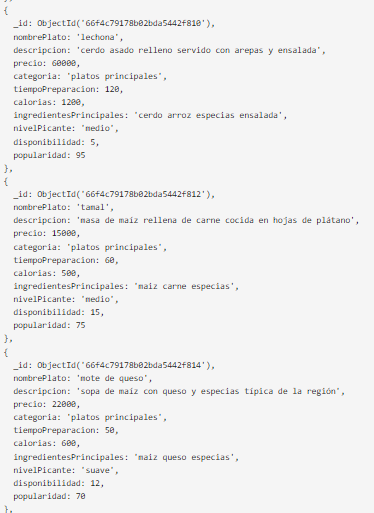 },
{
_id: ObjectId('66f4c79178b02bda5442f810'),
nombrePlato: 'lechona',
descripcion: 'cerdo asado relleno servido con arepas y ensalada',
precio: 60000,
categoria: 'platos principales',
tiempoPreparacion: 120,
calorias: 1200,
ingredientesPrincipales: 'cerdo arroz especias ensalada',
nivelPicante: 'medio',
disponibilidad: 5,
popularidad: 95
},
{
_id: ObjectId('66f4c79178b02bda5442f812'),
nombrePlato: 'tamal',
descripcion: 'masa de maíz rellena de carne cocida en hojas de plátano',
precio: 15000,
categoria: 'platos principales',
tiempoPreparacion: 60,
calorias: 500,
ingredientesPrincipales: 'maiz carne especias',
nivelPicante: 'medio',
disponibilidad: 15,
popularidad: 75
},
{
_id: ObjectId('66f4c79178b02bda5442f814'),
nombrePlato: 'mote de queso',
descripcion: 'sopa de maíz con queso y especias típica de la región',
precio: 22000,
categoria: 'platos principales',
tiempoPreparacion: 50,
calorias: 600,
ingredientesPrincipales: 'maiz queso especias',
nivelPicante: 'suave',
disponibilidad: 12,
popularidad: 70
},